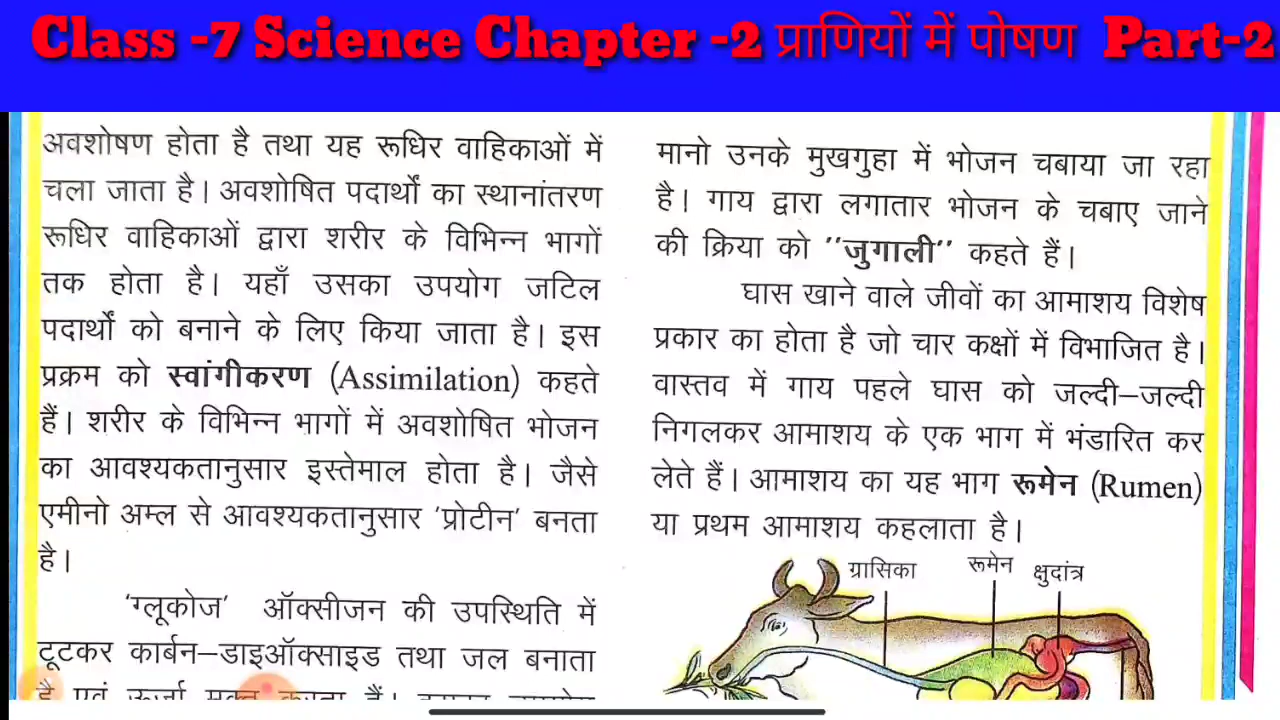 Class -7 Science Chapter -2 प्राणियों में पोषण Part-2
अवशोषण होता है तथा यह रूधिर वाहिकाओं में
चला जाता है। अवशोषित पदार्थों का स्थानांतरण
रूधिर वाहिकाओं द्वारा शरीर के विभिन्न भागों
तक होता है। यहाँ उसका उपयोग जटिल
पदार्थों को बनाने के लिए किया जाता है। इस
प्रक्रम को स्वांगीकरण (Assimilation) कहते
हैं। शरीर के विभिन्न भागों में अवशोषित भोजन
का आवश्यकतानुसार इस्तेमाल होता है। जैसे
एमीनो अम्ल से आवश्यकतानुसार 'प्रोटीन' बनता
है।
'ग्लूकोज' ऑक्सीजन की उपस्थिति में
टूटकर कार्बन–डाइऑक्साइड तथा जल बनाता
है एवं ऊर्जा मुक्त करता है।
मानो उनके मुखगुहा में भोजन चबाया जा रहा
है। गाय द्वारा लगातार भोजन के चबाए जाने
की क्रिया को ''जुगाली'' कहते हैं।
घास खाने वाले जीवों का आमाशय विशेष
प्रकार का होता है जो चार कक्षों में विभाजित है।
वास्तव में गाय पहले घास को जल्दी–जल्दी
निगलकर आमाशय के एक भाग में भंडारित कर
लेते हैं। आमाशय का यह भाग रूमेन (Rumen)
या प्रथम आमाशय कहलाता है।
ग्रासिका रूमेन क्षुदांत्र